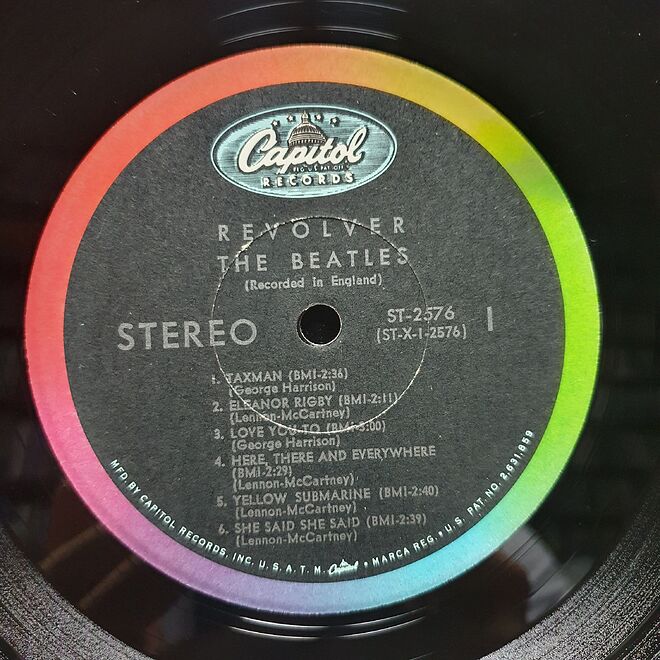 Capitol
REG. U.S. PAT. OFF.
RECORDS
REVOLVER
THE BEATLES
(Recorded in England)
STEREO
ST-2576
(ST-X-1-2576)
1
1. TAXMAN (BMI-2:36)
(George Harrison)
2. ELEANOR RIGBY (BMI-2:11)
(Lennon-McCartney)
3. LOVE YOU TO (BMI-3:00)
(George Harrison)
4. HERE, THERE AND EVERYWHERE
(BMI-2:29)
(Lennon-McCartney)
5. YELLOW SUBMARINE (BMI-2:40)
(Lennon-McCartney)
6. SHE SAID SHE SAID (BMI-2:39)
(Lennon-McCartney)
MFD BY CAPITOL RECORDS, INC. U.S.A. T.M. Capitol • MARCA REG. • U.S. PAT. NO. 2,631,859